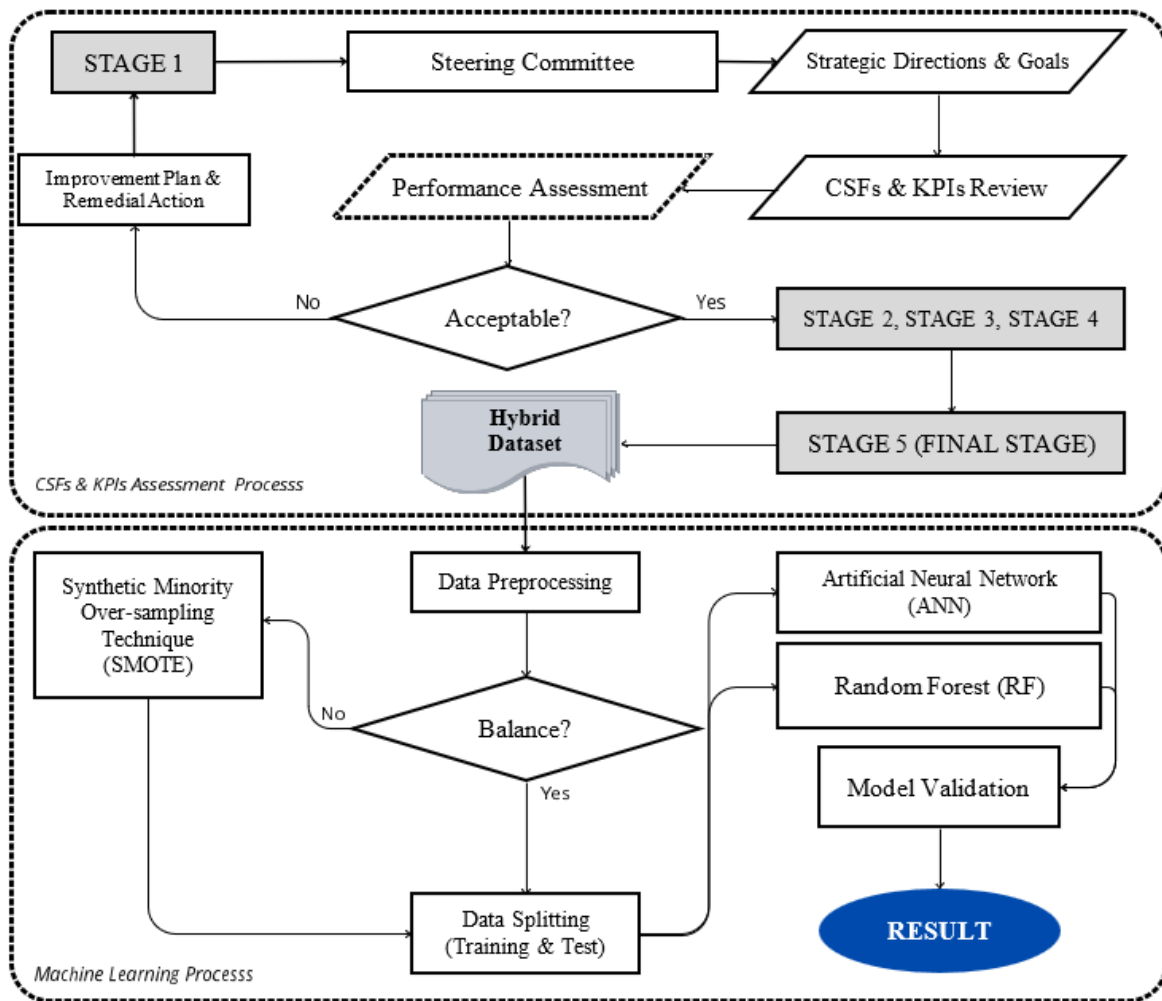 STAGE 1
Steering Committee
Strategic Directions & Goals
Improvement Plan &
Remedial Action
Performance Assessment
CSFs & KPIs Review
No
Acceptable?
Yes
STAGE 2, STAGE 3, STAGE 4
Hybrid
Dataset
STAGE 5 (FINAL STAGE)
CSFs & KPIs Assessment Processs
Synthetic Minority
Over-sampling
Technique
(SMOTE)
Data Preprocessing
Artificial Neural Network
(ANN)
Random Forest (RF)
No
Balance?
Yes
Model Validation
Data Splitting
(Training & Test)
RESULT
Machine Learning Processs